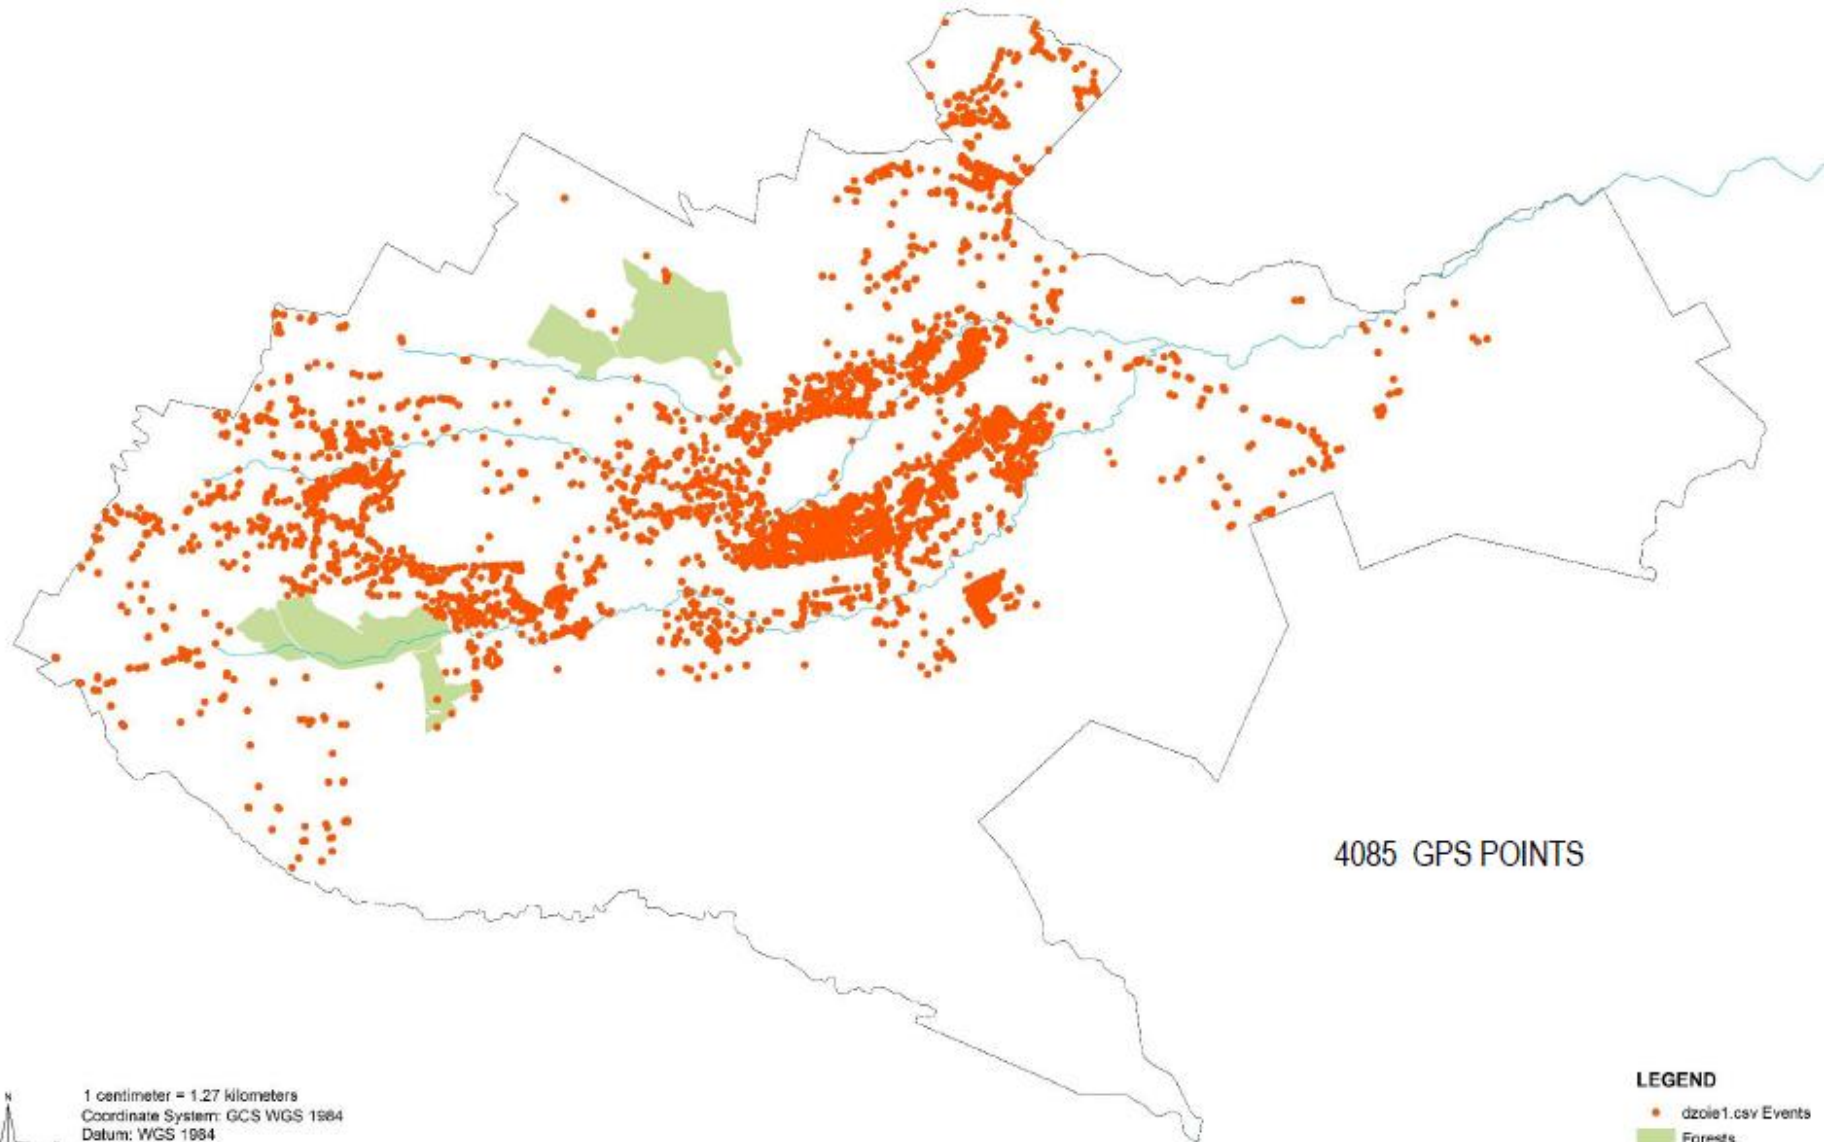 4085 GPS POINTS
N
1 centimeter = 1.27 kilometers
Coordinate System: GCS WGS 1984
Datum: WGS 1984
LEGEND
dzoie1.csv Events
Forests